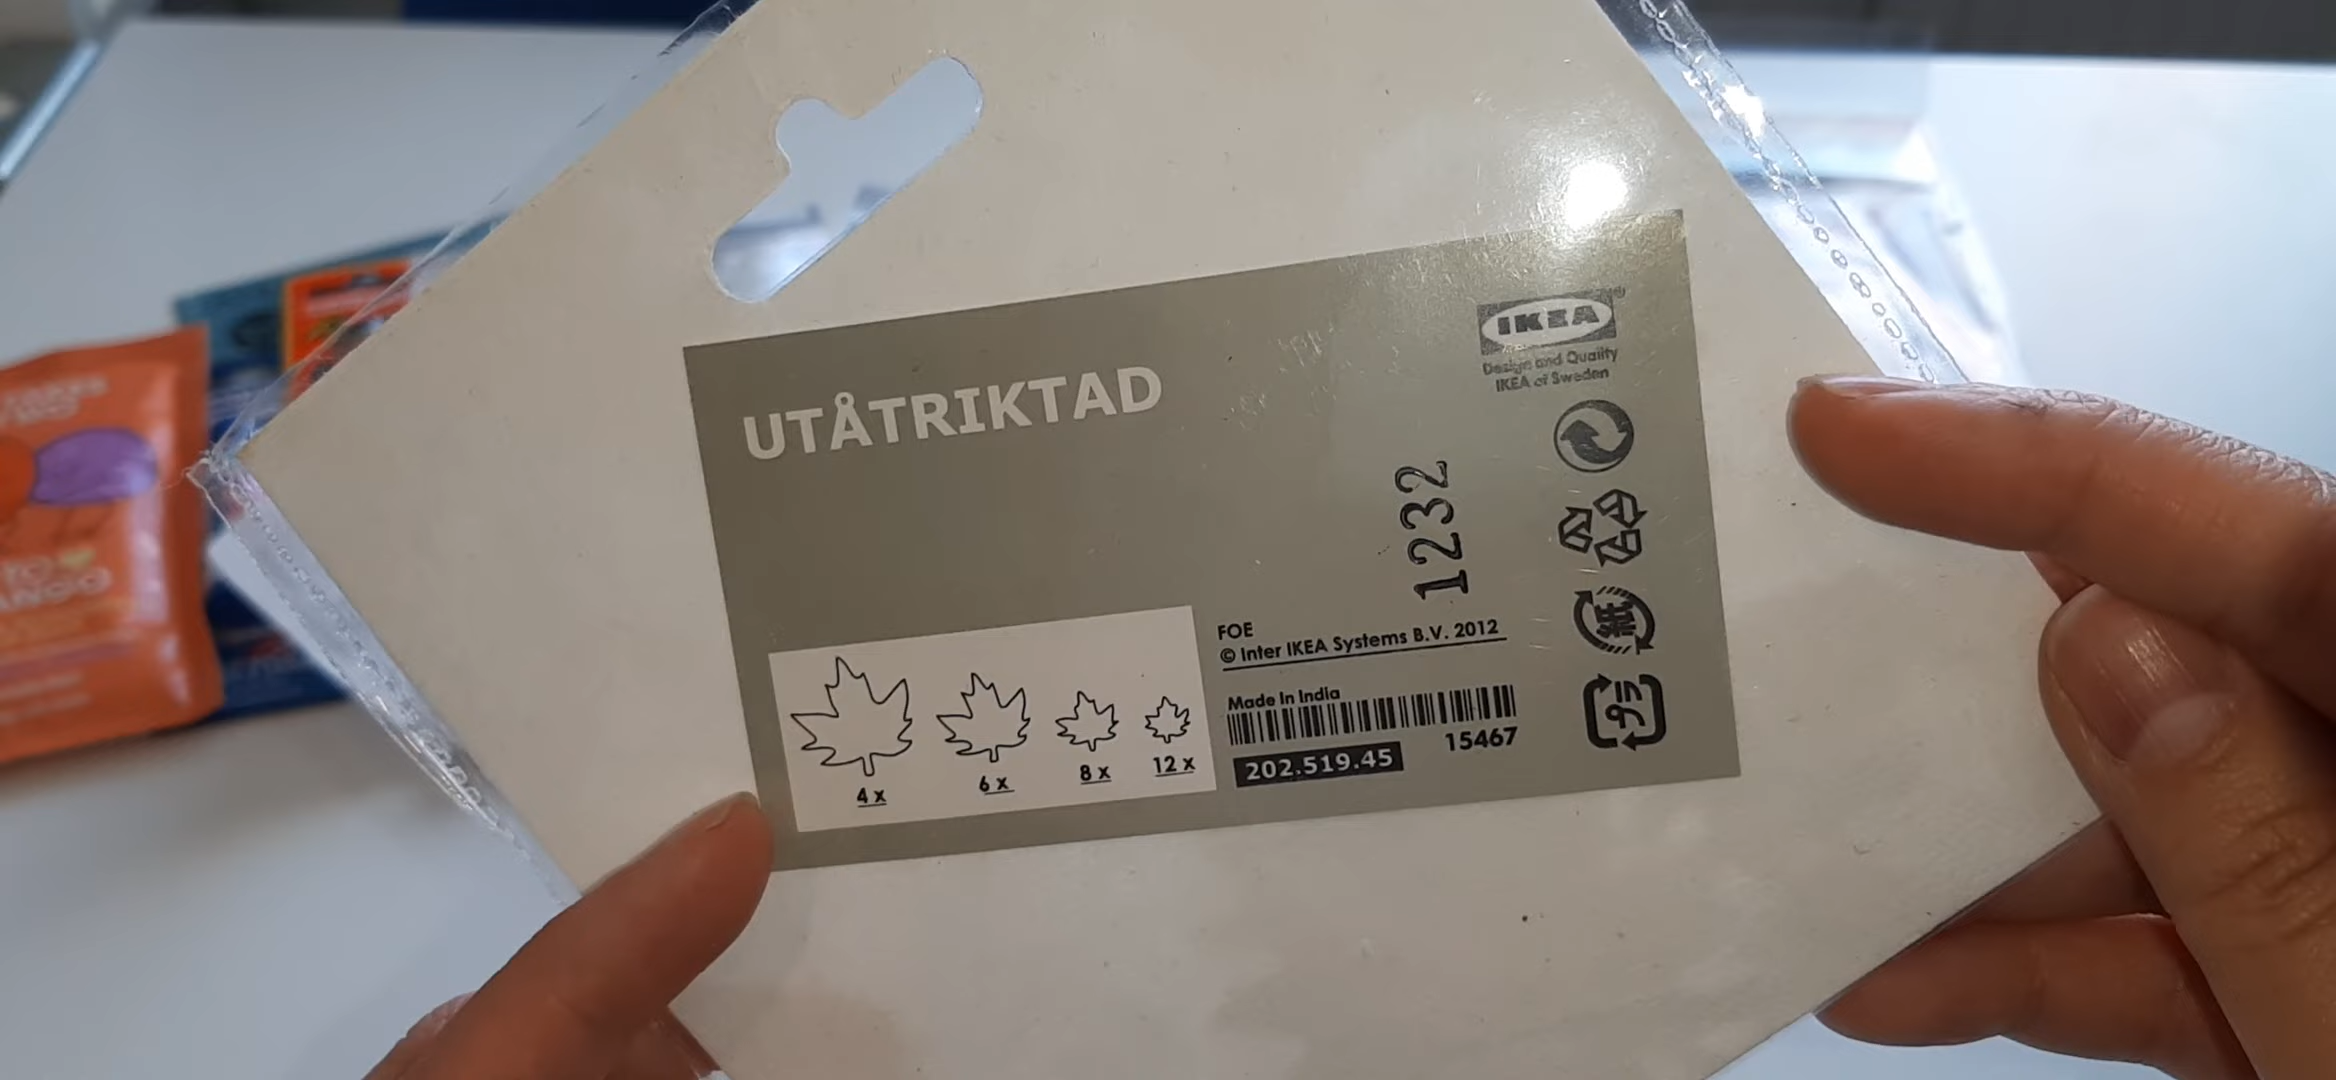 UTÅTRIKTAD
IKEA®
Design and Quality
IKEA of Sweden
1232
FOE
© Inter IKEA Systems B.V. 2012
Made in India
15467
202.519.45
4 x
6 x
8 x
12 x
紙